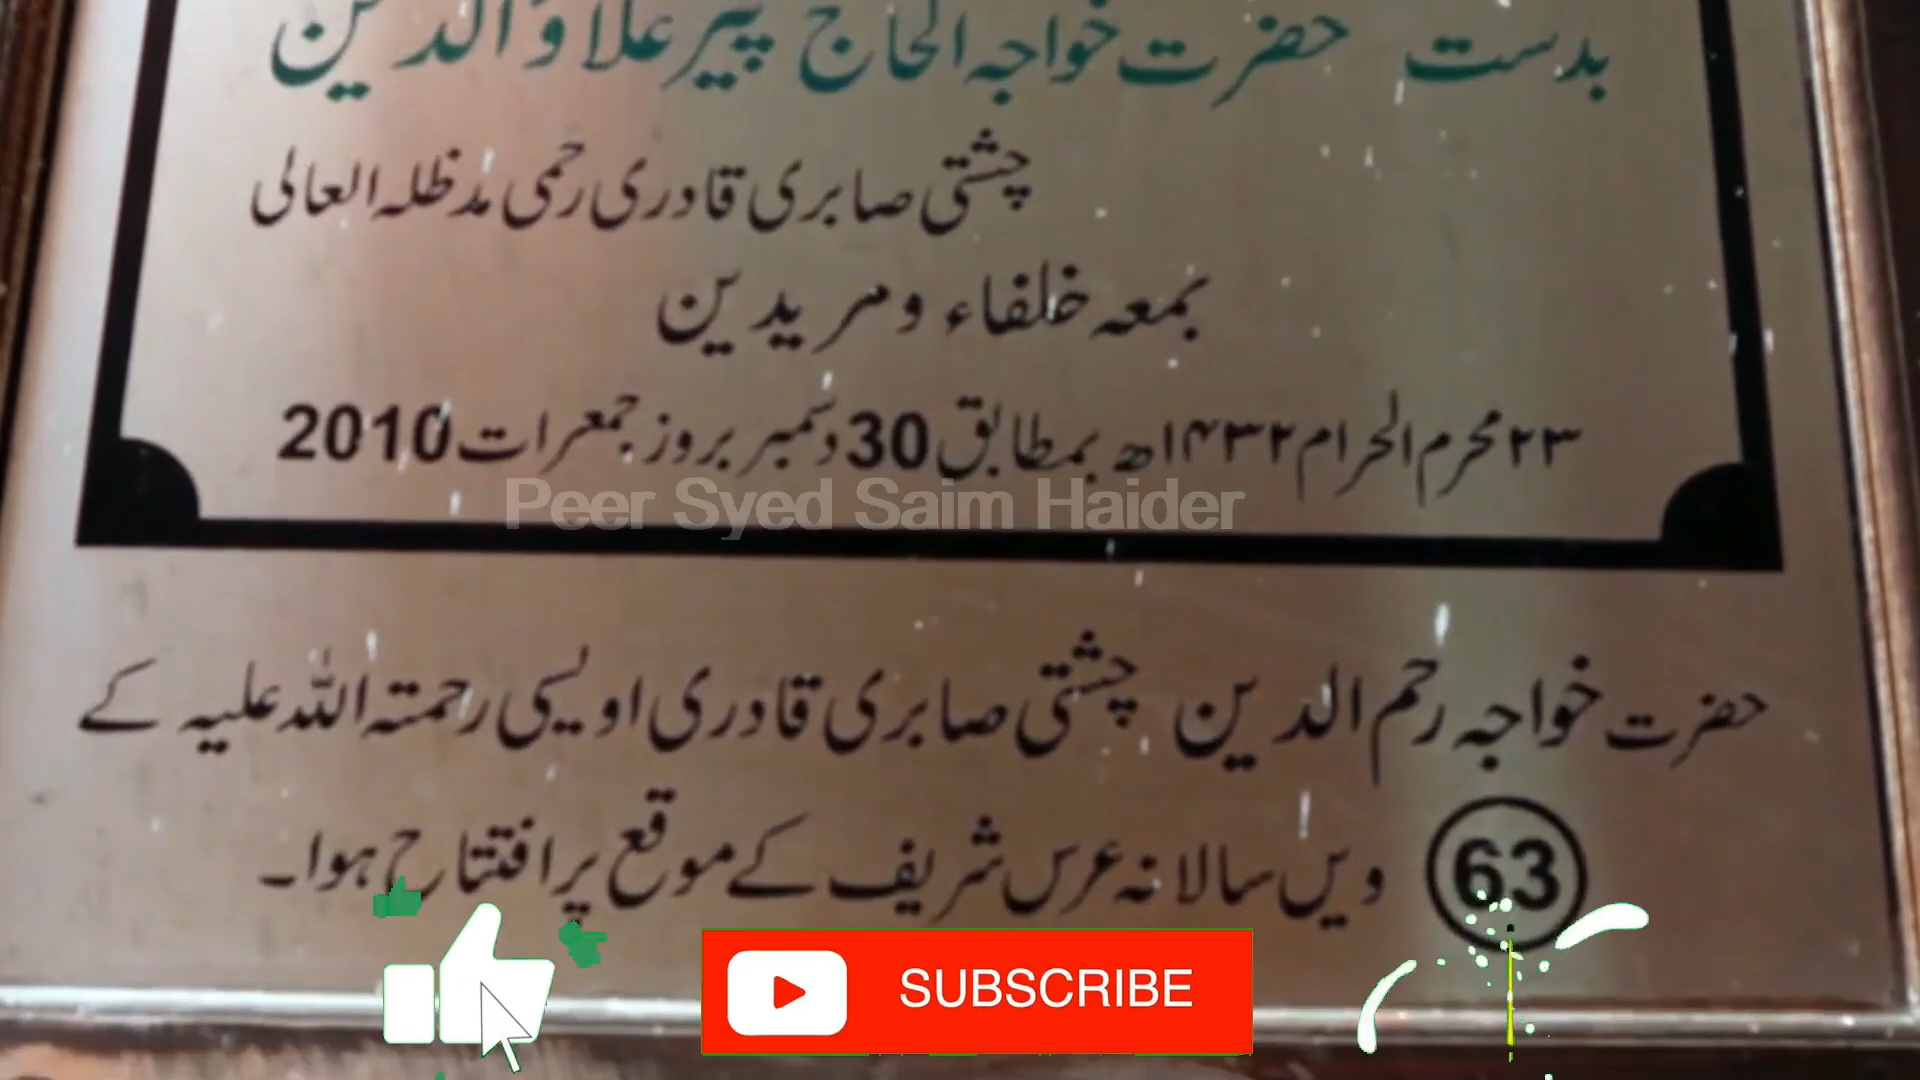 بدست حضرت خواجہ الحاج پیر علاؤالدین
چشتی صابری قادری رحمی مدظلہ العالی
بمعہ خلفاء و مریدین
۲۳ محرم الحرام ۱۴۳۲ھ بمطابق 30 دسمبر بروز جمعرات 2010
Peer Syed Saim Haider
حضرت خواجہ رحم الدین چشتی صابری قادری اویسی رحمتہ اللہ علیہ کے
63 ویں سالانہ عرس شریف کے موقع پر افتتاح ہوا۔
SUBSCRIBE